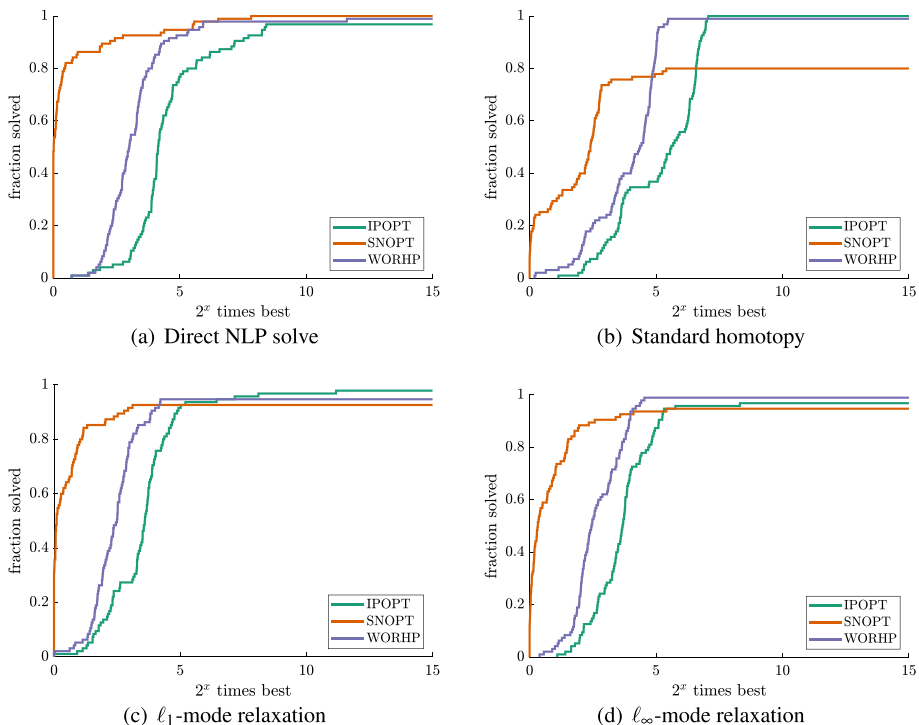 1
0.8
0.6
0.4
0.2
0
fraction solved
IPOPT
SNOPT
WORHP
0 5 10 15
2^x times best
(a) Direct NLP solve
1
0.8
0.6
0.4
0.2
0
fraction solved
IPOPT
SNOPT
WORHP
0 5 10 15
2^x times best
(b) Standard homotopy
1
0.8
0.6
0.4
0.2
0
fraction solved
IPOPT
SNOPT
WORHP
0 5 10 15
2^x times best
(c) ℓ₁-mode relaxation
1
0.8
0.6
0.4
0.2
0
fraction solved
IPOPT
SNOPT
WORHP
0 5 10 15
2^x times best
(d) ℓ∞-mode relaxation